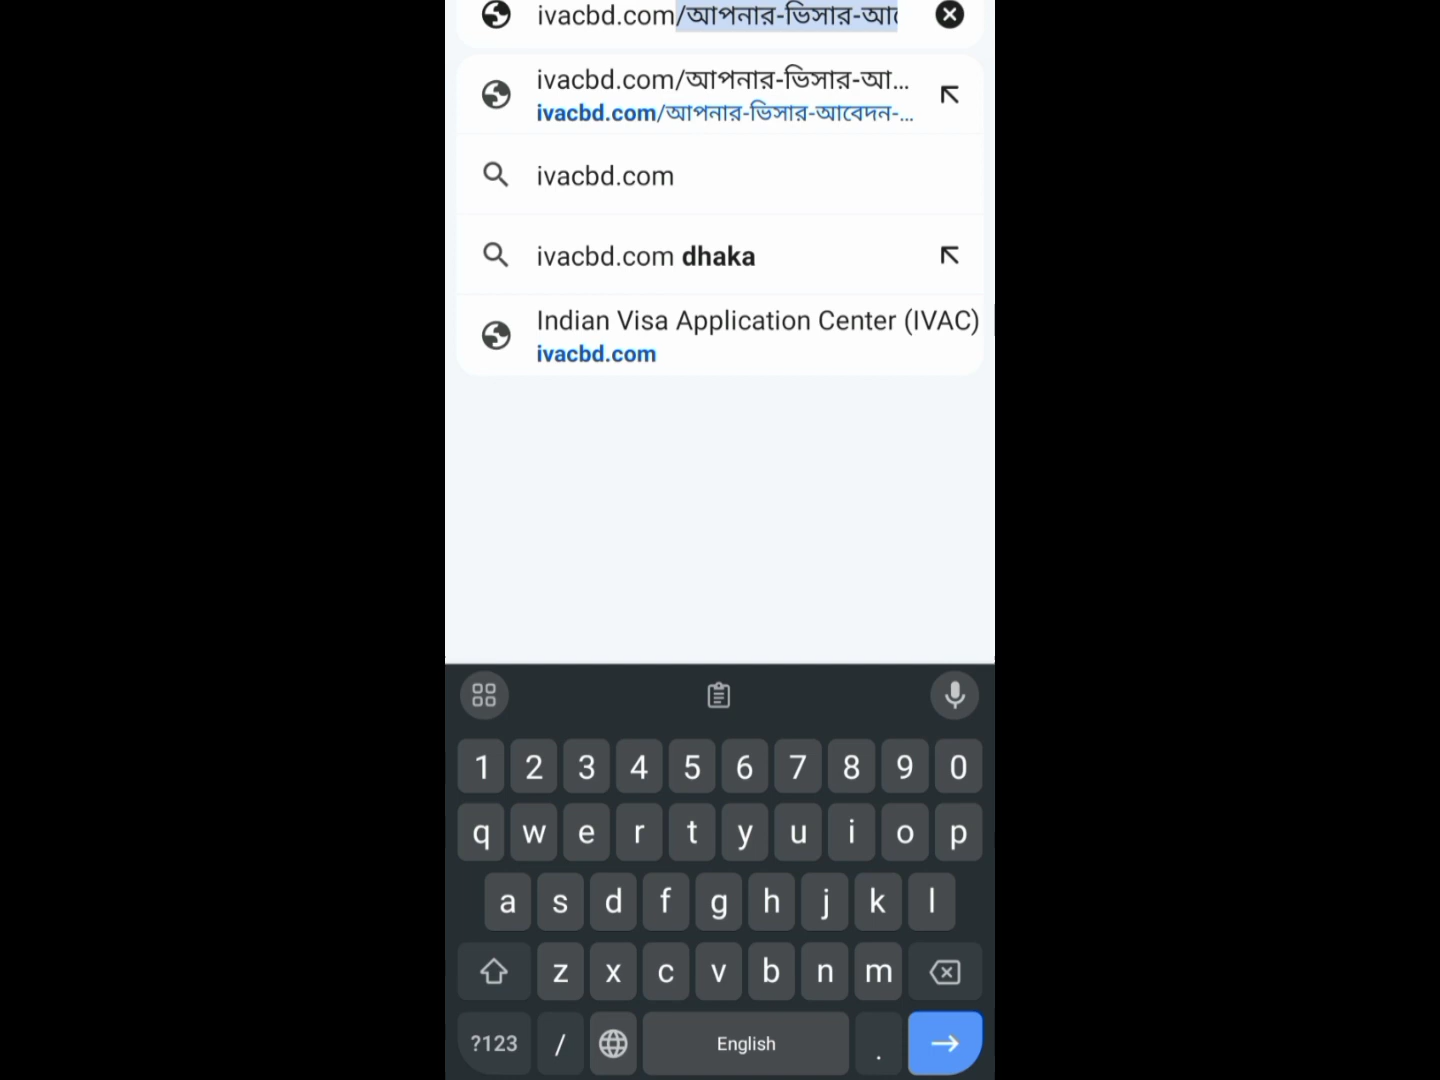 ivacbd.com/আপনার-ভিসার-আ
ivacbd.com/আপনার-ভিসার-আ...
ivacbd.com/আপনার-ভিসার-আবেদন-...
ivacbd.com
ivacbd.com dhaka
Indian Visa Application Center (IVAC)
ivacbd.com
1 2 3 4 5 6 7 8 9 0
q w e r t y u i o p
a s d f g h j k l
z x c v b n m
?123 / English .